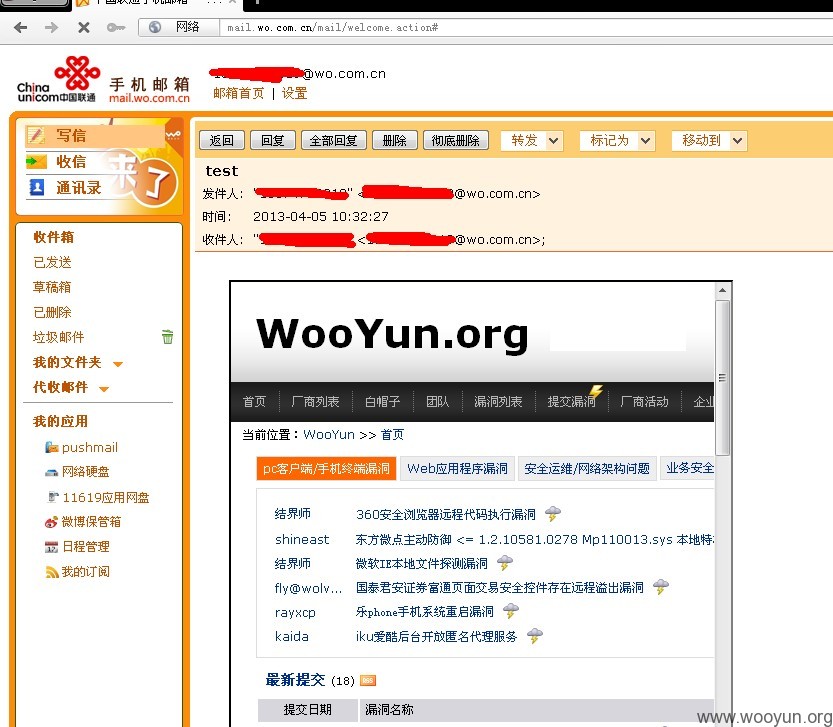 网络 mail.wo.com.cn/mail/welcome.action#
China unicom中国联通 手机邮箱 mail.wo.com.cn
@wo.com.cn
邮箱首页 | 设置
写信
收信
通讯录
来了
返回 回复 全部回复 删除 彻底删除 转发 标记为 移动到
test
发件人: " " < @wo.com.cn>
时间: 2013-04-05 10:32:27
收件人: " < @wo.com.cn>;
收件箱
已发送
草稿箱
已删除
垃圾邮件
我的文件夹
代收邮件
我的应用
pushmail
网络硬盘
11619应用网盘
微博保管箱
日程管理
我的订阅
WooYun.org
首页 厂商列表 白帽子 团队 漏洞列表 提交漏洞 厂商活动 企业
当前位置：WooYun >> 首页
pc客户端/手机终端漏洞 Web应用程序漏洞 安全运维/网络架构问题 业务安全
结界师 360安全浏览器远程代码执行漏洞
shineast 东方微点主动防御 <= 1.2.10581.0278 Mp110013.sys 本地特
结界师 微软IE本地文件探测漏洞
fly@wolv... 国泰君安证券富通页面交易安全控件存在远程溢出漏洞
rayxcp 乐phone手机系统重启漏洞
kaida iku爱酷后台开放匿名代理服务
最新提交 (18)
提交日期 漏洞名称
www.wooyun.org